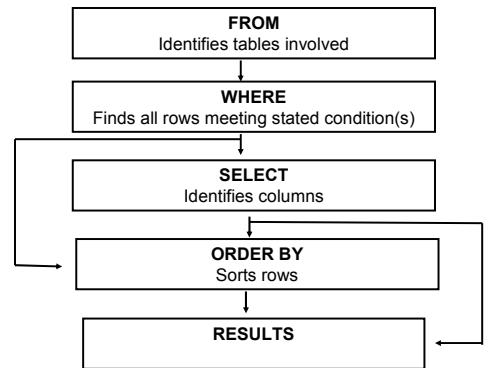 FROM
Identifies tables involved
WHERE
Finds all rows meeting stated condition(s)
SELECT
Identifies columns
ORDER BY
Sorts rows
RESULTS